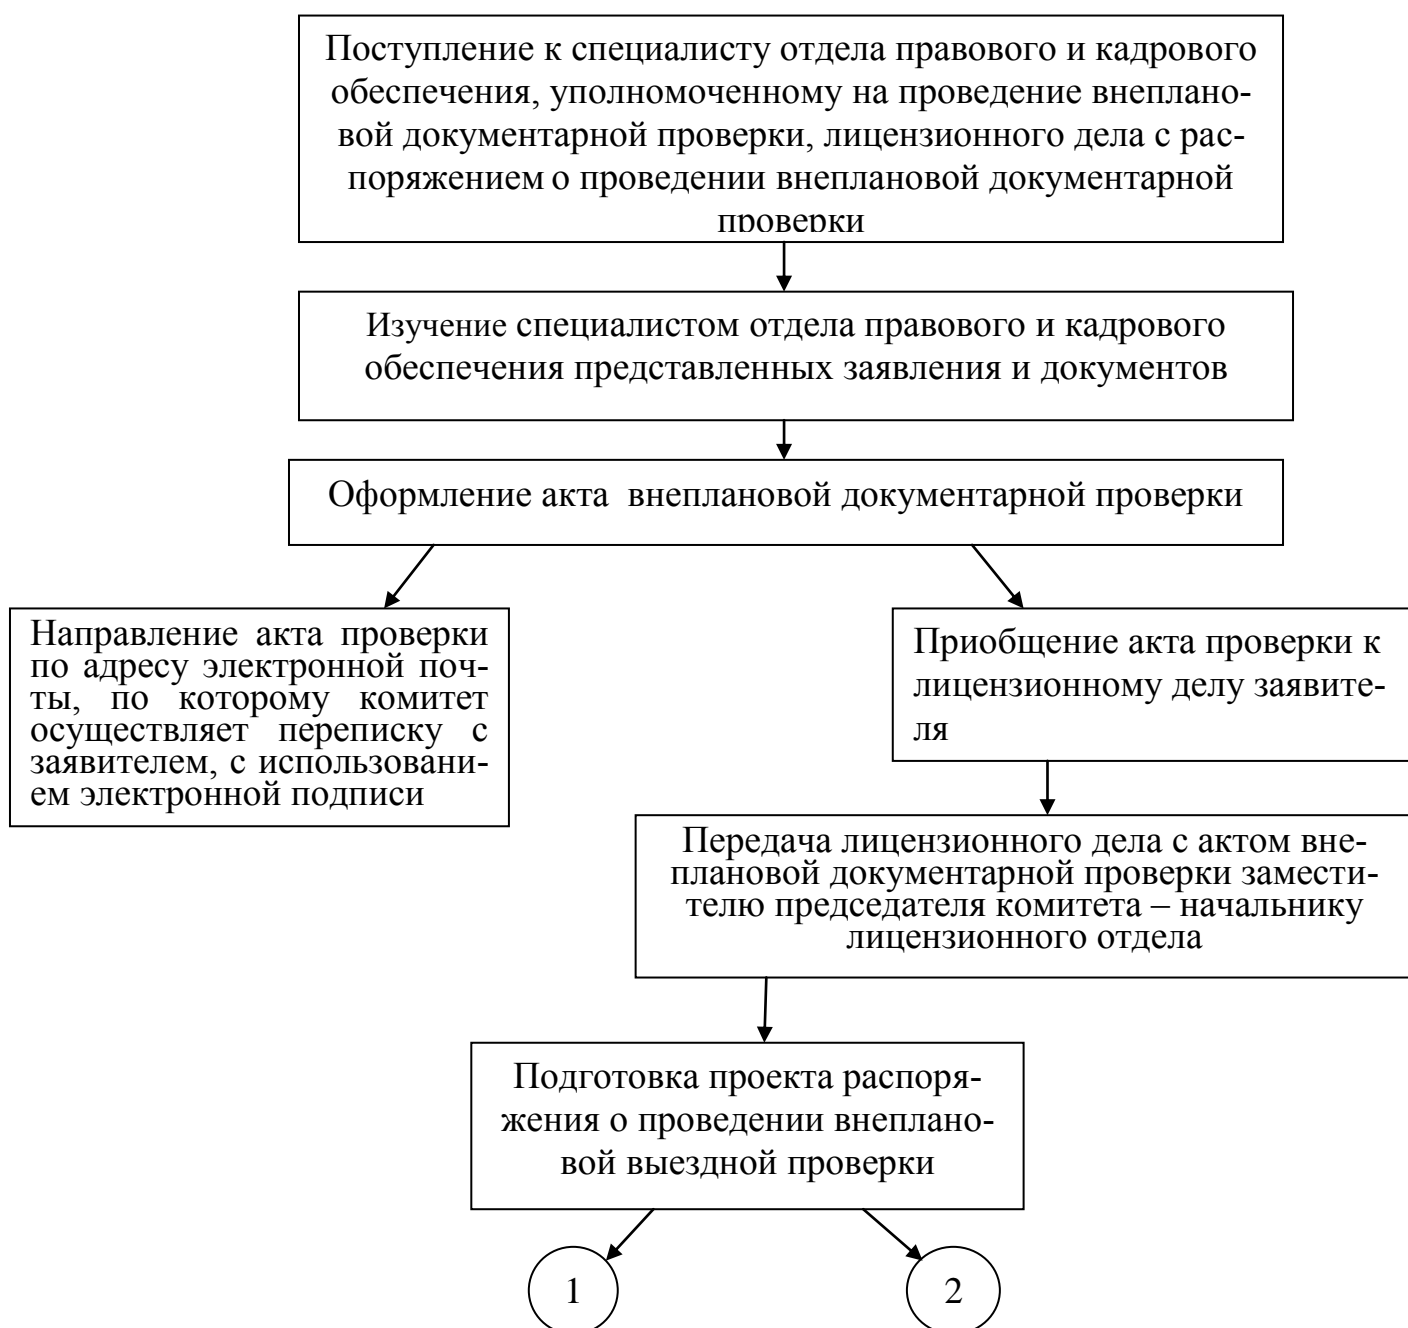 Поступление к специалисту отдела правового и кадрового
обеспечения, уполномоченному на проведение внеплано-
вой документарной проверки, лицензионного дела с рас-
поряжением о проведении внеплановой документарной
проверки
Изучение специалистом отдела правового и кадрового
обеспечения представленных заявления и документов
Оформление акта  внеплановой документарной проверки
Направление акта проверки
по адресу электронной поч-
ты, по которому комитет
осуществляет переписку с
заявителем, с использовани-
ем электронной подписи
Приобщение акта проверки к
лицензионному делу заявите-
ля
Передача лицензионного дела с актом вне-
плановой документарной проверки замести-
телю председателя комитета – начальнику
лицензионного отдела
Подготовка проекта распоря-
жения о проведении внеплано-
вой выездной проверки
1
2